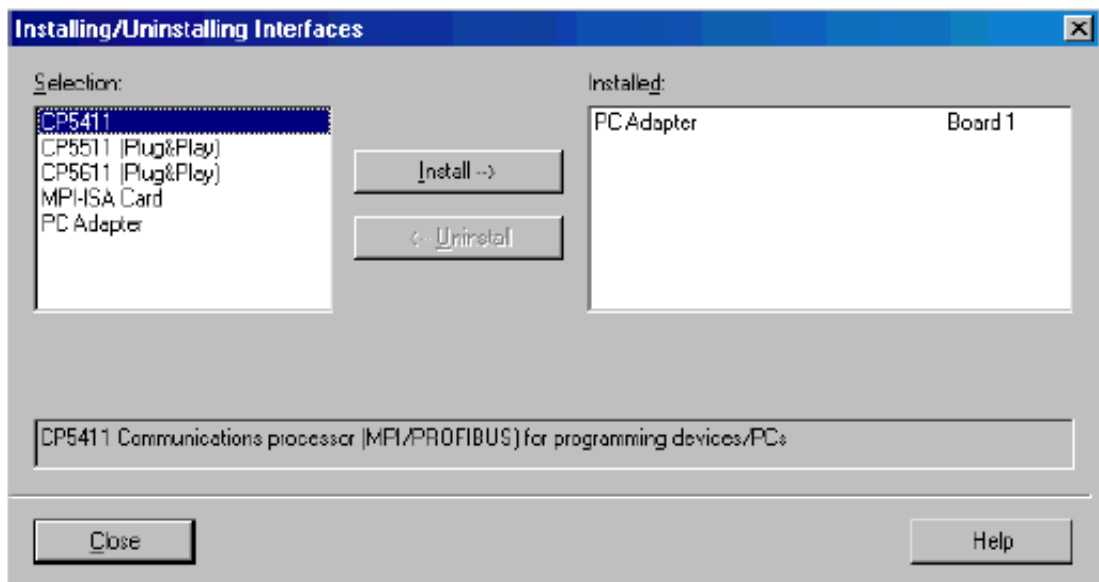 Installing/Uninstalling Interfaces
Selection:
CP5411
CP5511 (Plug&Play)
CP5611 (Plug&Play)
MPI-ISA Card
PC Adapter
Install -->
<-- Uninstall
Installed:
PC Adapter Board 1
CP5411 Communications processor (MPI/PROFIBUS) for programming devices/PCs
Close
Help